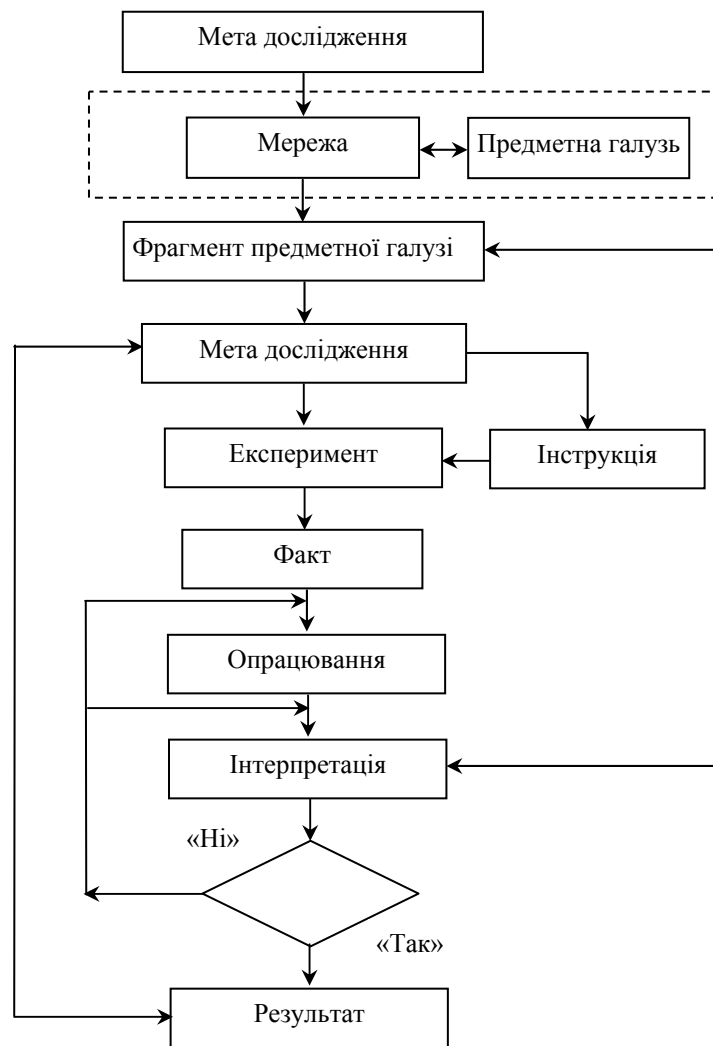 Мета дослідження
Мережа
Предметна галузь
Фрагмент предметної галузі
Мета дослідження
Експеримент
Інструкція
Факт
Опрацювання
Інтерпретація
«Ні»
«Так»
Результат